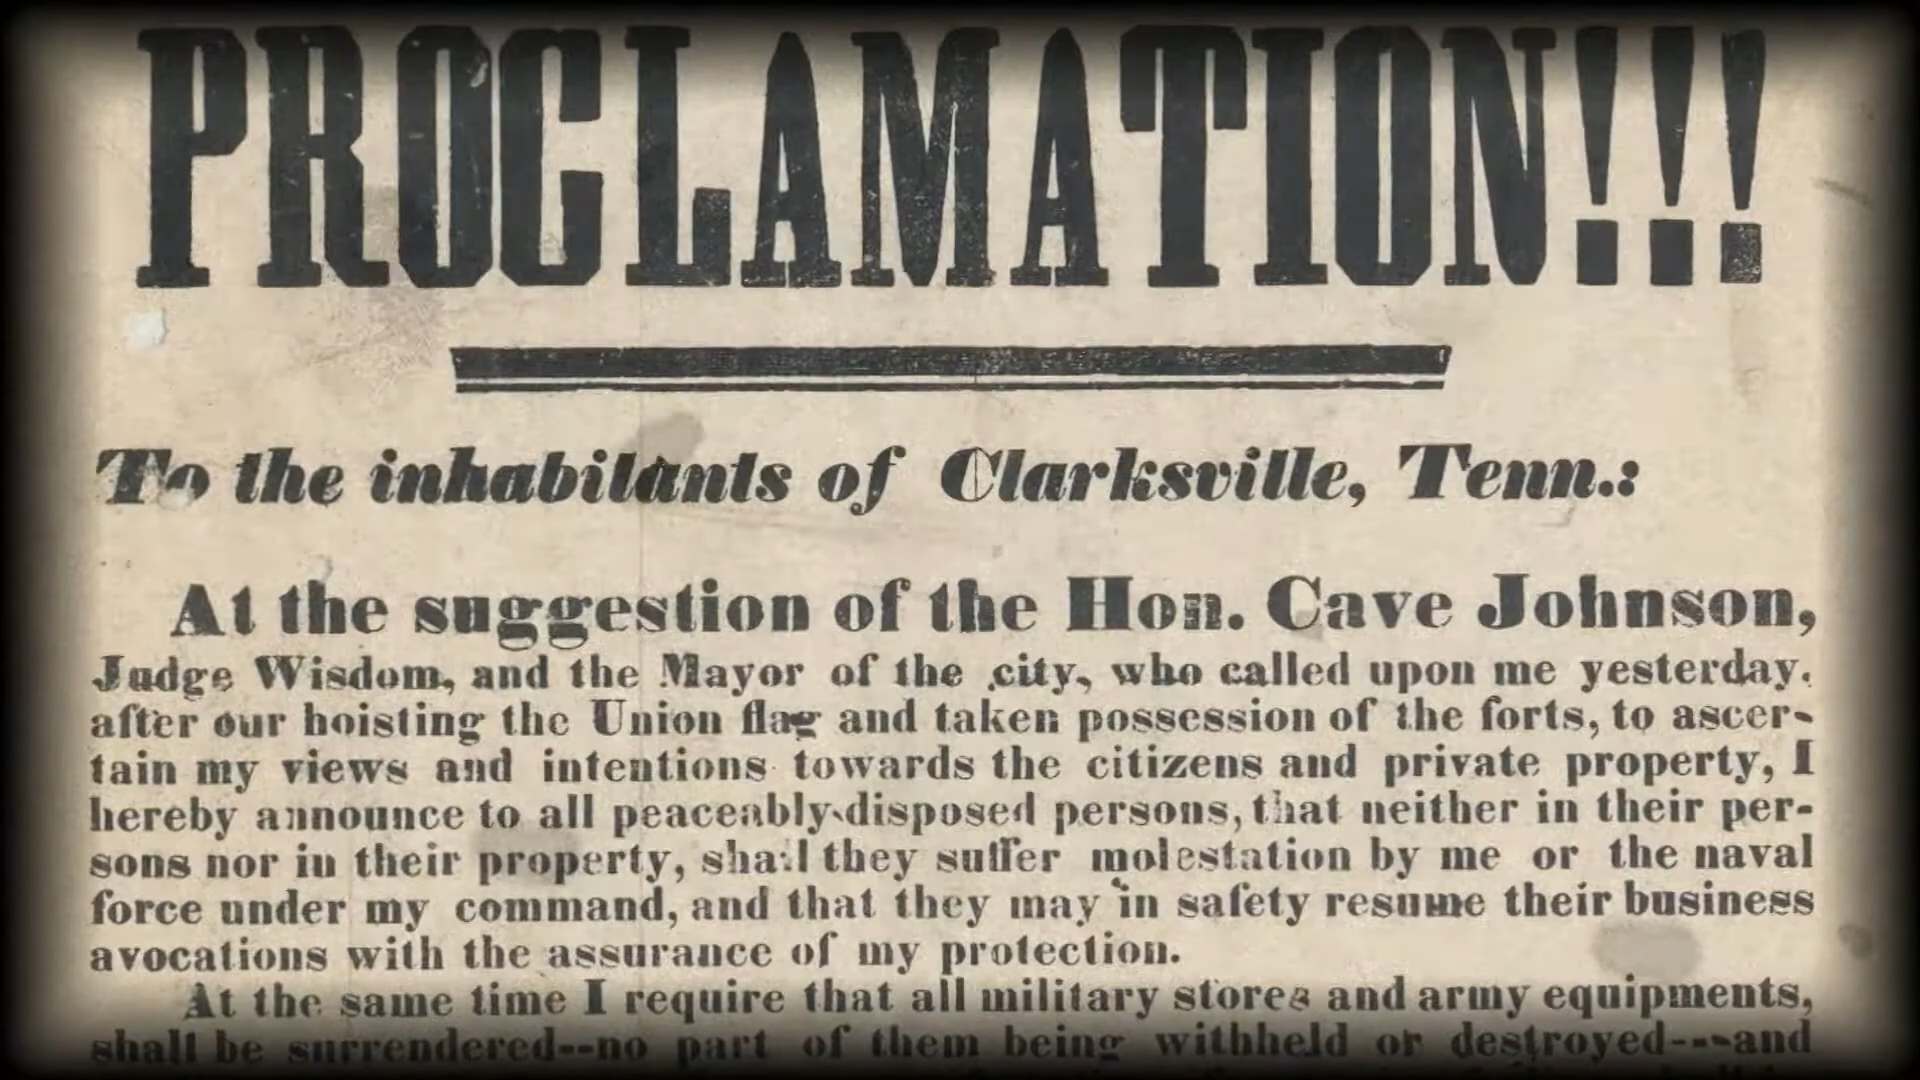 PROCLAMATION!!!
To the inhabitants of Clarksville, Tenn.:
At the suggestion of the Hon. Cave Johnson,
Judge Wisdom, and the Mayor of the city, who called upon me yesterday,
after our hoisting the Union flag and taken possession of the forts, to ascer-
tain my views and intentions towards the citizens and private property, I
hereby announce to all peaceably-disposed persons, that neither in their per-
sons nor in their property, shall they suffer molestation by me or the naval
force under my command, and that they may in safety resume their business
avocations with the assurance of my protection.
At the same time I require that all military stores and army equipments,
shall be surrendered--no part of them being withheld or destroyed---and